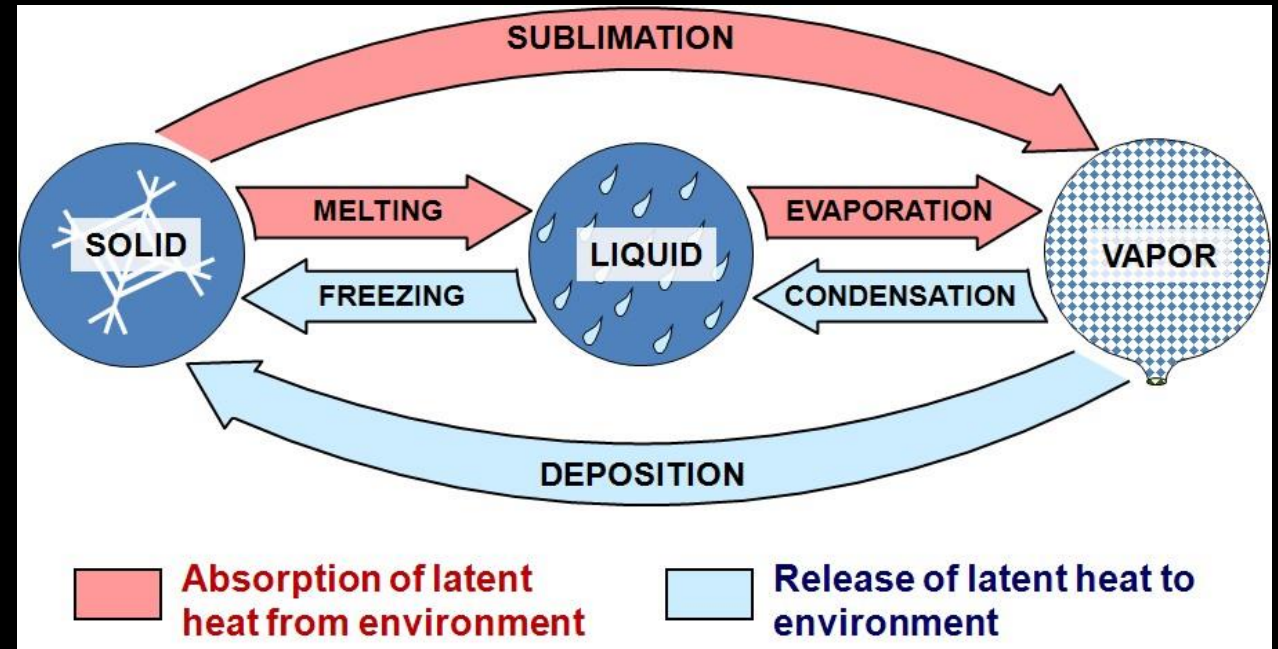 SUBLIMATION
MELTING
EVAPORATION
SOLID
LIQUID
VAPOR
FREEZING
CONDENSATION
DEPOSITION
Absorption of latent
heat from environment
Release of latent heat to
environment